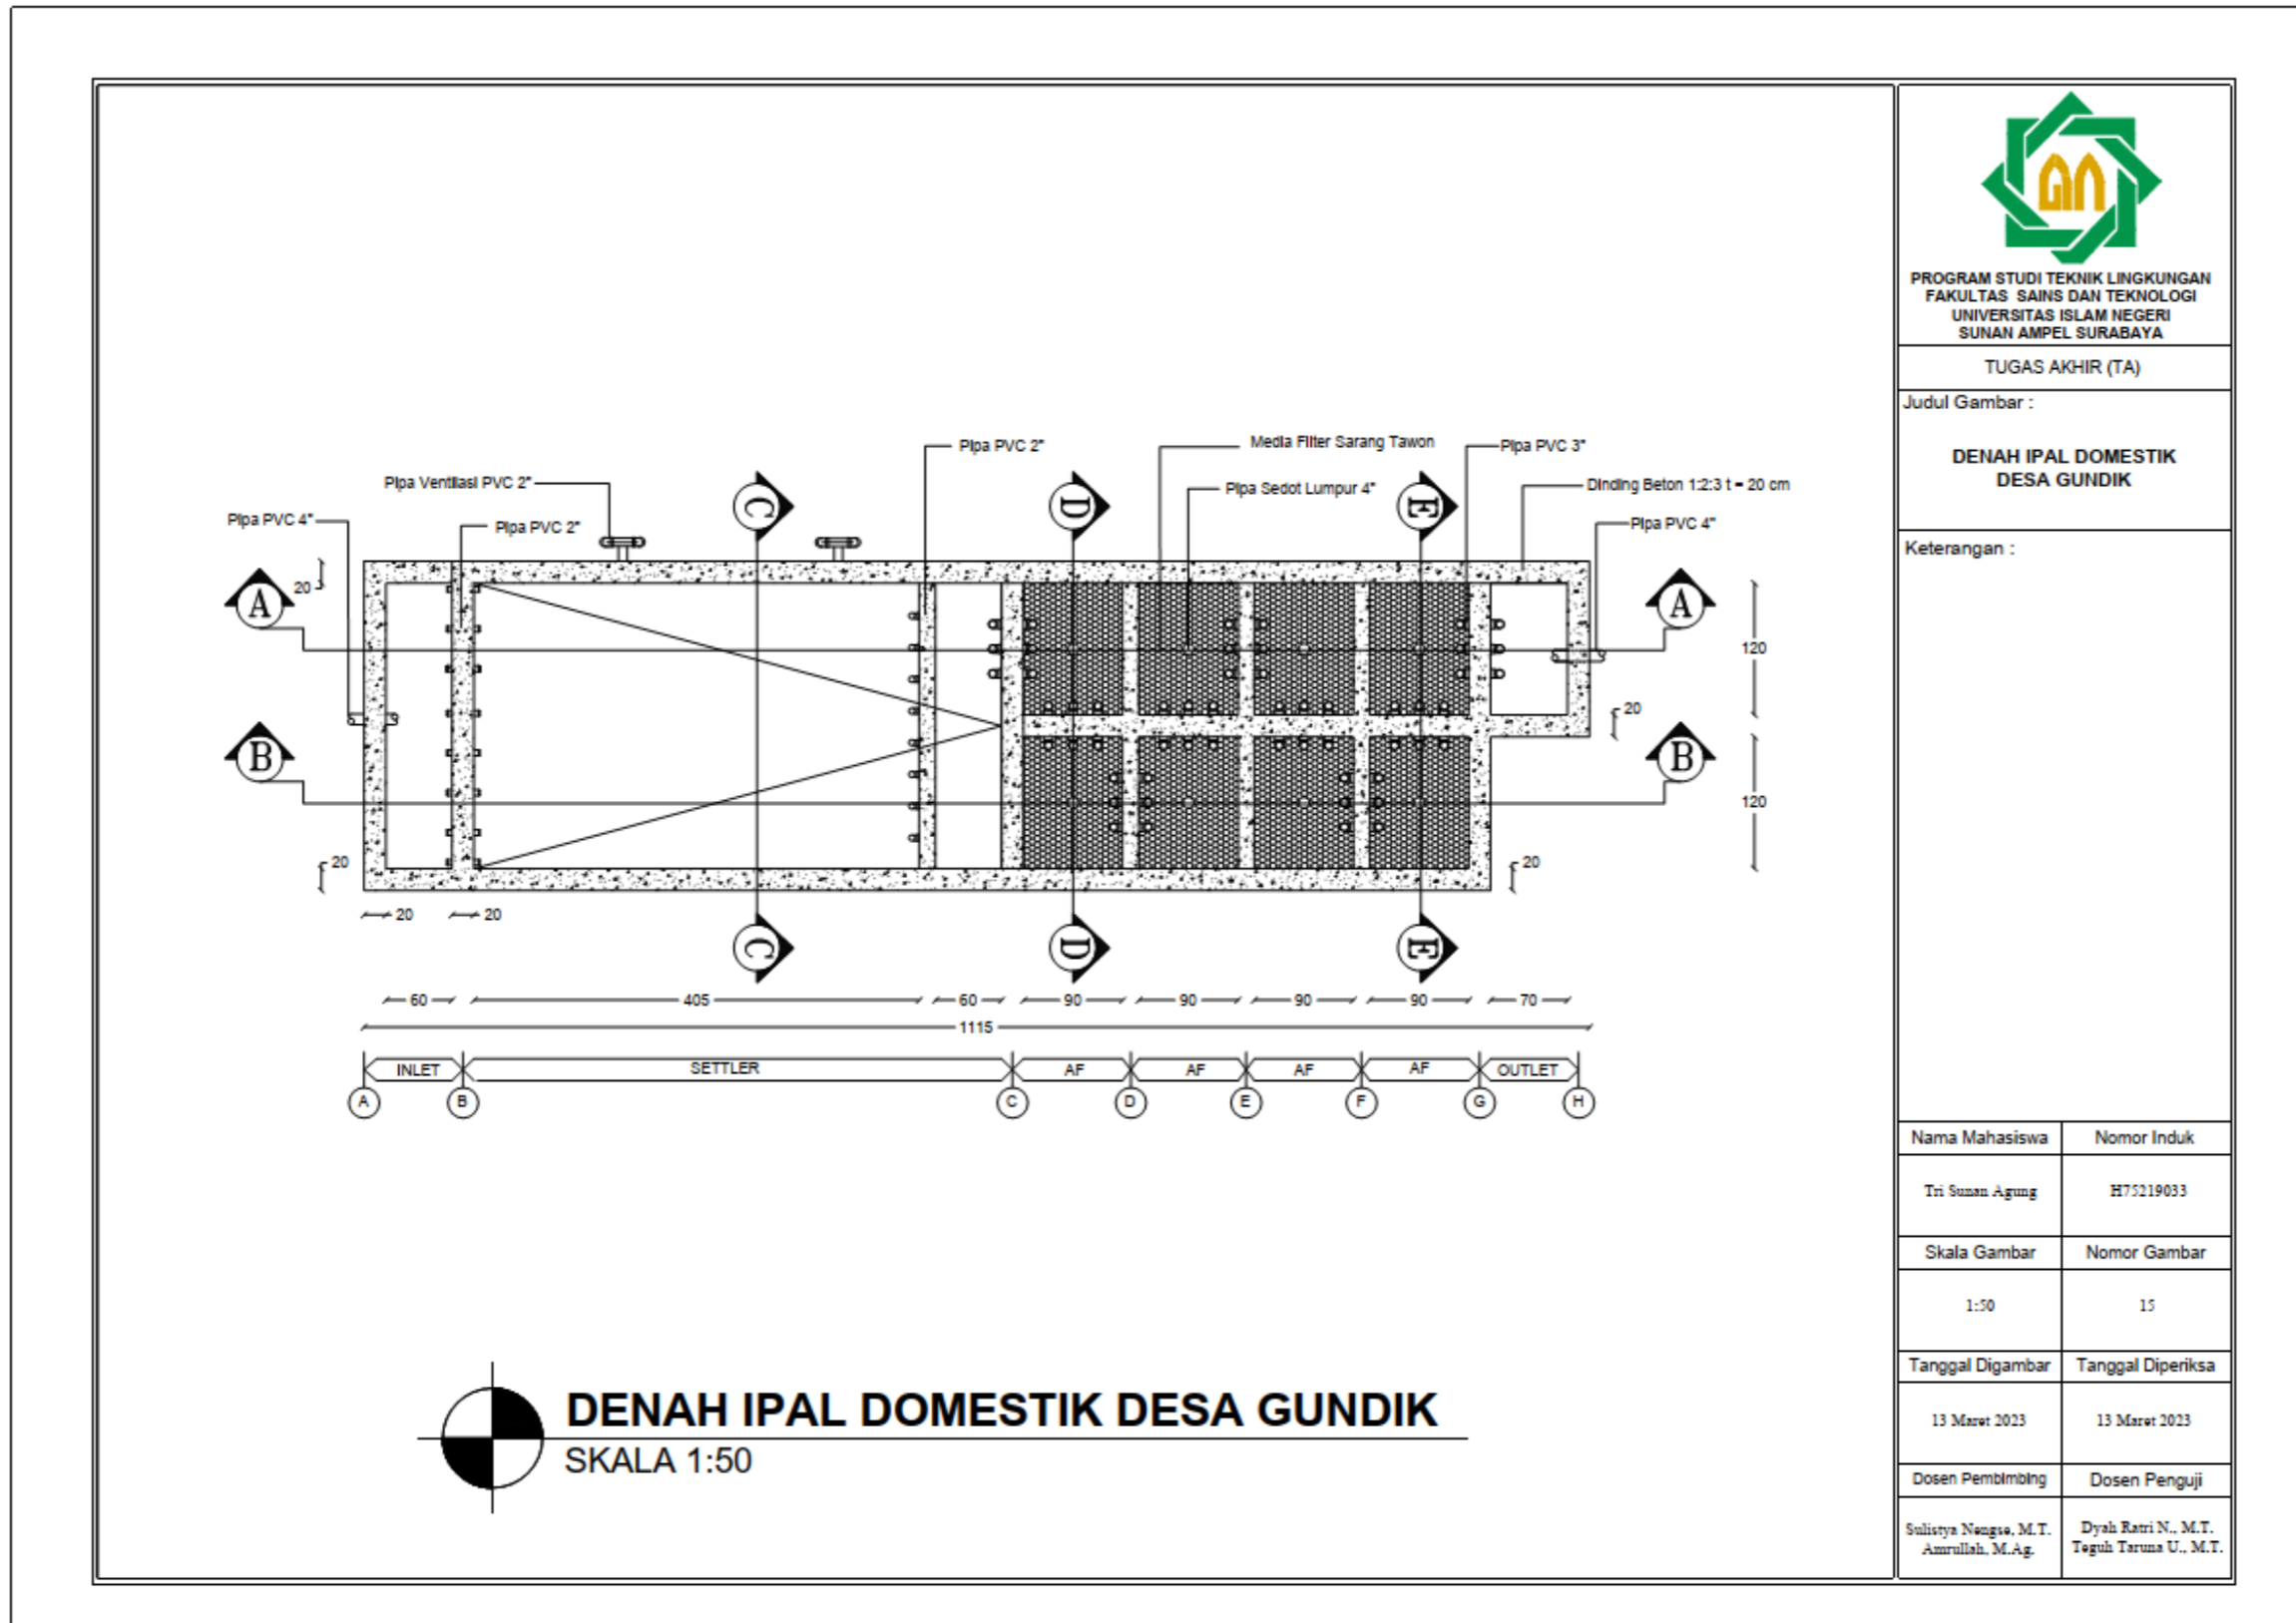 Pipa PVC 2"
Media Filter Sarang Tawon
Pipa PVC 3"
Pipa Ventilasi PVC 2"
Pipa Sedot Lumpur 4"
Dinding Beton 1:2:3 t = 20 cm
Pipa PVC 4"
Pipa PVC 2"
Pipa PVC 4"
C
D
E
A
20
A
120
20
B
B
120
20
20
20
20
C
D
E
60
405
60
90
90
90
90
70
1115
INLET
SETTLER
AF
AF
AF
AF
OUTLET
A
B
C
D
E
F
G
H
DENAH IPAL DOMESTIK DESA GUNDIK
SKALA 1:50
PROGRAM STUDI TEKNIK LINGKUNGAN
FAKULTAS SAINS DAN TEKNOLOGI
UNIVERSITAS ISLAM NEGERI
SUNAN AMPEL SURABAYA
TUGAS AKHIR (TA)
Judul Gambar :
DENAH IPAL DOMESTIK
DESA GUNDIK
Keterangan :
Nama Mahasiswa
Nomor Induk
Tri Sunan Agung
H75219033
Skala Gambar
Nomor Gambar
1:50
15
Tanggal Digambar
Tanggal Diperiksa
13 Maret 2023
13 Maret 2023
Dosen Pembimbing
Dosen Penguji
Sulistya Nengse, M.T.
Amrullah, M.Ag.
Dyah Ratri N., M.T.
Teguh Taruna U., M.T.